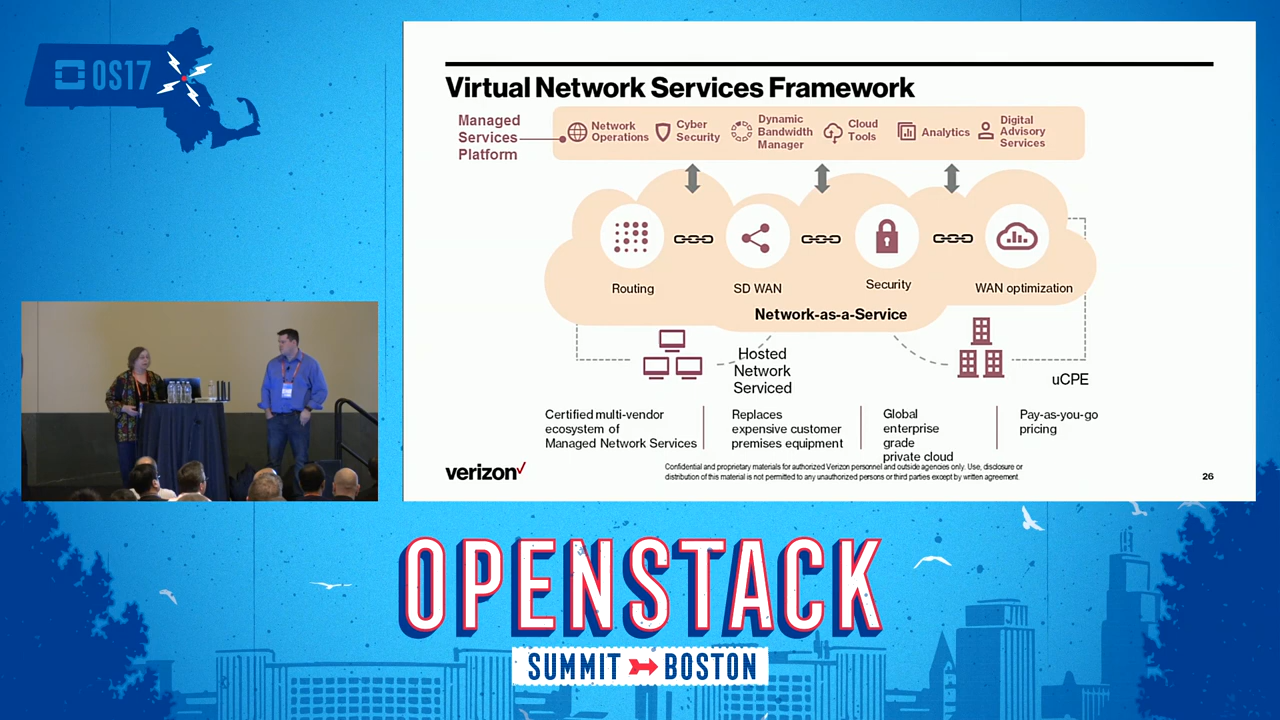 OS17
Virtual Network Services Framework
Managed
Services
Platform
Network
Operations
Cyber
Security
Dynamic
Bandwidth
Manager
Cloud
Tools
Analytics
Digital
Advisory
Services
Routing
SD WAN
Security
WAN optimization
Network-as-a-Service
Hosted
Network
Serviced
uCPE
Certified multi-vendor
ecosystem of
Managed Network Services
Replaces
expensive customer
premises equipment
Global
enterprise
grade
private cloud
Pay-as-you-go
pricing
verizon✓
Confidential and proprietary materials for authorized Verizon personnel and outside agencies only. Use, disclosure or
distribution of this material is not permitted to any unauthorized persons or third parties except by written agreement.
26
OPENSTACK
SUMMIT BOSTON